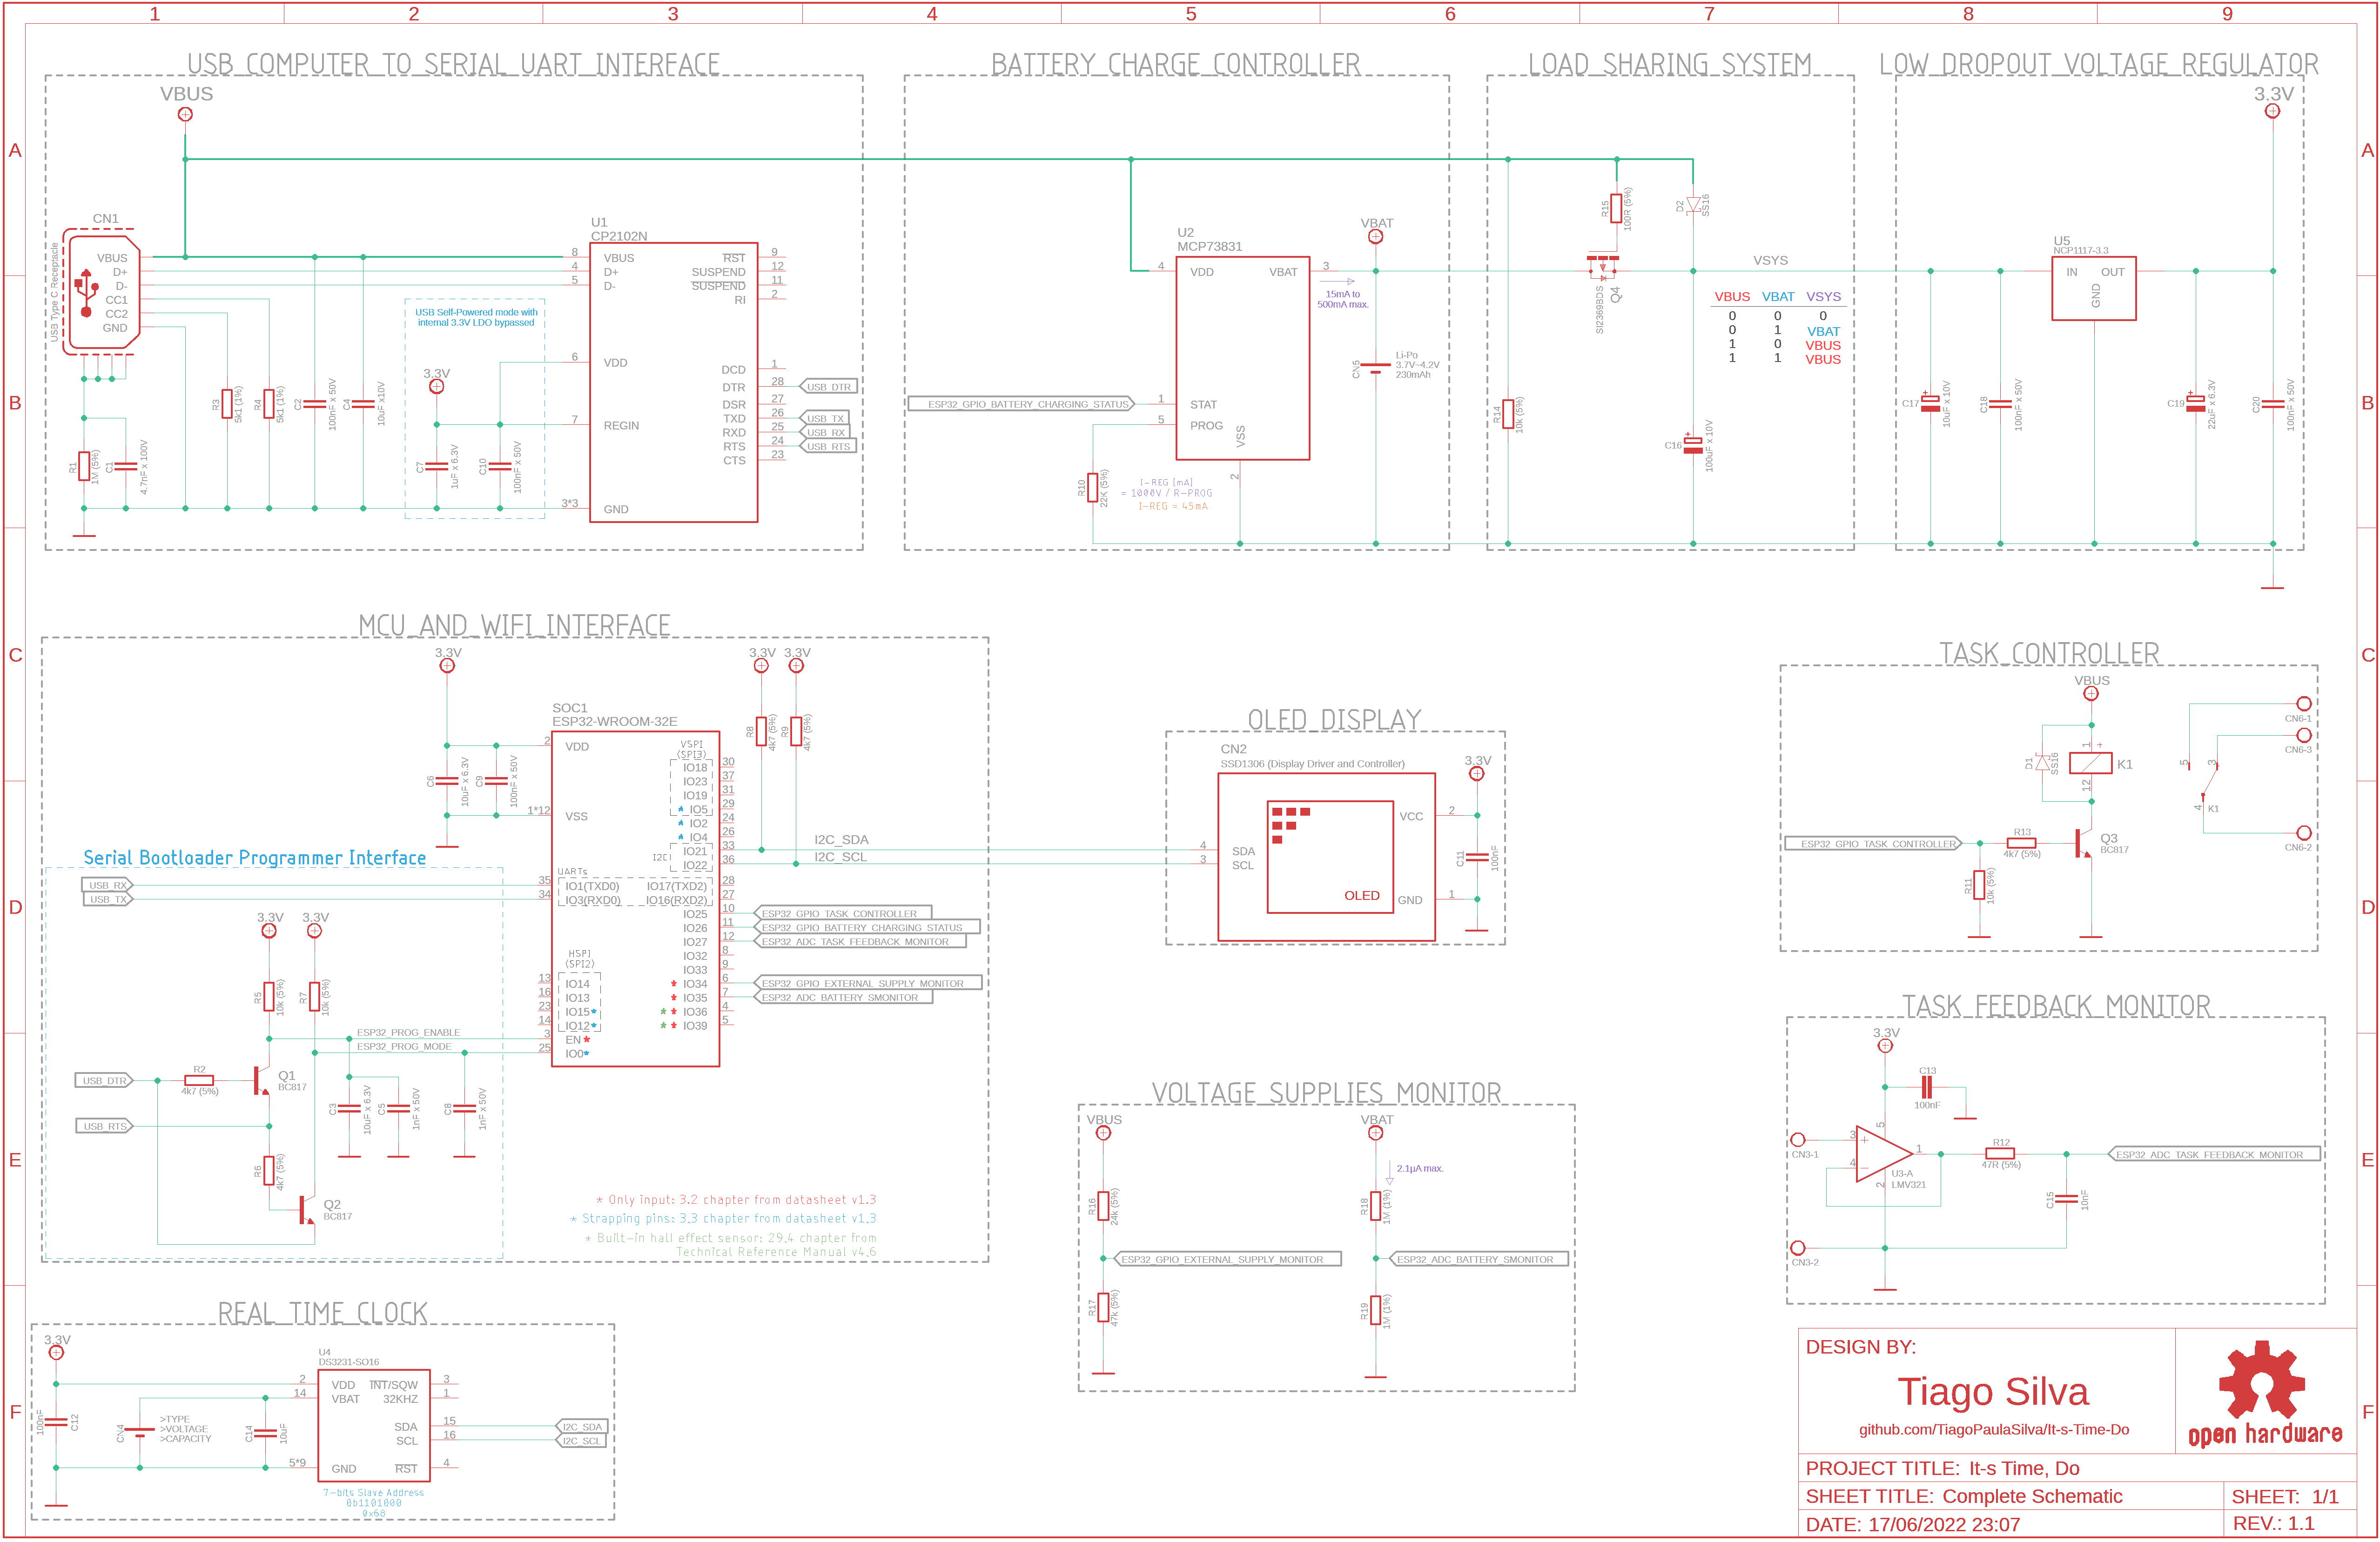 1 2 3 4 5 6 7 8 9
A
B
C
D
E
F
A
B
C
D
E
F
USB_COMPUTER_TO_SERIAL_UART_INTERFACE
VBUS
CN1
USB Type C Receptacle
VBUS
D+
D-
CC1
CC2
GND
R1
1M (5%)
C1
4.7nF x 100V
R3
5k1 (1%)
R4
5k1 (1%)
C2
100nF x 50V
C4
10uF x10V
USB Self-Powered mode with
internal 3.3V LDO bypassed
3.3V
C7
1uF x 6.3V
C10
100nF x 50V
U1
CP2102N
8 VBUS
4 D+
5 D-
6 VDD
7 REGIN
3*3 GND
RST 9
SUSPEND 12
SUSPEND 11
RI 2
DCD 1
DTR 28 USB_DTR
DSR 27
TXD 26 USB_TX
RXD 25 USB_RX
RTS 24 USB_RTS
CTS 23
BATTERY_CHARGE_CONTROLLER
U2
MCP73831
4 VDD
VBAT 3
VBAT
15mA to
500mA max.
ESP32_GPIO_BATTERY_CHARGING_STATUS 1 STAT
5 PROG
VSS
2
R10
22K (5%)
I-REG [mA]
= 1000V / R-PROG
I-REG = 45mA
CN5
Li-Po
3.7V~4.2V
230mAh
LOAD_SHARING_SYSTEM
R14
10k (5%)
R15
100R (5%)
D2
SS16
SI2369BDS
Q4
VSYS
VBUS VBAT VSYS
0 0 0
0 1 VBAT
1 0 VBUS
1 1 VBUS
C16
100uF x 10V
LOW_DROPOUT_VOLTAGE_REGULATOR
3.3V
U5
NCP1117-3.3
IN OUT
GND
C17
10uF x 10V
C18
100nF x 50V
C19
22uF x 6.3V
C20
100nF x 50V
MCU_AND_WIFI_INTERFACE
3.3V
3.3V 3.3V
C6
10uF x 6.3V
C9
100nF x 50V
R8
4k7 (5%)
R9
4k7 (5%)
SOC1
ESP32-WROOM-32E
2 VDD
1*12 VSS
VSPI
(SPI3)
IO18 30
IO23 37
IO19 31
* IO5 29
* IO2 24
* IO4 26
I2C
IO21 33 I2C_SDA
IO22 36 I2C_SCL
UARTs
35 IO1(TXD0) IO17(TXD2) 28
34 IO3(RXD0) IO16(RXD2) 27
IO25 10 ESP32_GPIO_TASK_CONTROLLER
IO26 11 ESP32_GPIO_BATTERY_CHARGING_STATUS
IO27 12 ESP32_ADC_TASK_FEEDBACK_MONITOR
IO32 8
IO33 9
* IO34 6 ESP32_GPIO_EXTERNAL_SUPPLY_MONITOR
* IO35 7 ESP32_ADC_BATTERY_SMONITOR
* * IO36 4
* * IO39 5
HSPI
(SPI2)
13 IO14
16 IO13
23 IO15*
14 IO12*
3 EN *
25 IO0*
Serial Bootloader Programmer Interface
USB_RX
USB_TX
3.3V 3.3V
R5
10k (5%)
R7
10k (5%)
ESP32_PROG_ENABLE
ESP32_PROG_MODE
USB_DTR
R2
4k7 (5%)
Q1
BC817
USB_RTS
R6
4k7 (5%)
Q2
BC817
C3
10uF x 6.3V
C5
1nF x 50V
C8
1nF x 50V
* Only input: 3.2 chapter from datasheet v1.3
* Strapping pins: 3.3 chapter from datasheet v1.3
* Built-in hall effect sensor: 29.4 chapter from
Technical Reference Manual v4.6
OLED_DISPLAY
CN2
SSD1306 (Display Driver and Controller)
4 SDA
3 SCL
OLED
VCC 2
GND 1
3.3V
C11
100nF
TASK_CONTROLLER
VBUS
D1
SS16
1 +
12
K1
5
3
4
K1
CN6-1
CN6-3
CN6-2
ESP32_GPIO_TASK_CONTROLLER
R13
4k7 (5%)
R11
10k (5%)
Q3
BC817
TASK_FEEDBACK_MONITOR
3.3V
C13
100nF
CN3-1
CN3-2
3 +
4 -
5
2
1
U3-A
LMV321
R12
47R (5%)
C15
10nF
ESP32_ADC_TASK_FEEDBACK_MONITOR
VOLTAGE_SUPPLIES_MONITOR
VBUS
R16
24k (5%)
ESP32_GPIO_EXTERNAL_SUPPLY_MONITOR
R17
47k (5%)
VBAT
2.1µA max.
R18
1M (1%)
ESP32_ADC_BATTERY_SMONITOR
R19
1M (1%)
REAL_TIME_CLOCK
3.3V
100nF
C12
CN4
>TYPE
>VOLTAGE
>CAPACITY
C14
10uF
U4
DS3231-SO16
2 VDD INT/SQW 3
14 VBAT 32KHZ 1
SDA 15 I2C_SDA
SCL 16 I2C_SCL
5*9 GND RST 4
7-bits Slave Address
0b1101000
0x68
DESIGN BY:
Tiago Silva
github.com/TiagoPaulaSilva/It-s-Time-Do
open hardware
PROJECT TITLE: It-s Time, Do
SHEET TITLE: Complete Schematic
SHEET: 1/1
DATE: 17/06/2022 23:07
REV.: 1.1